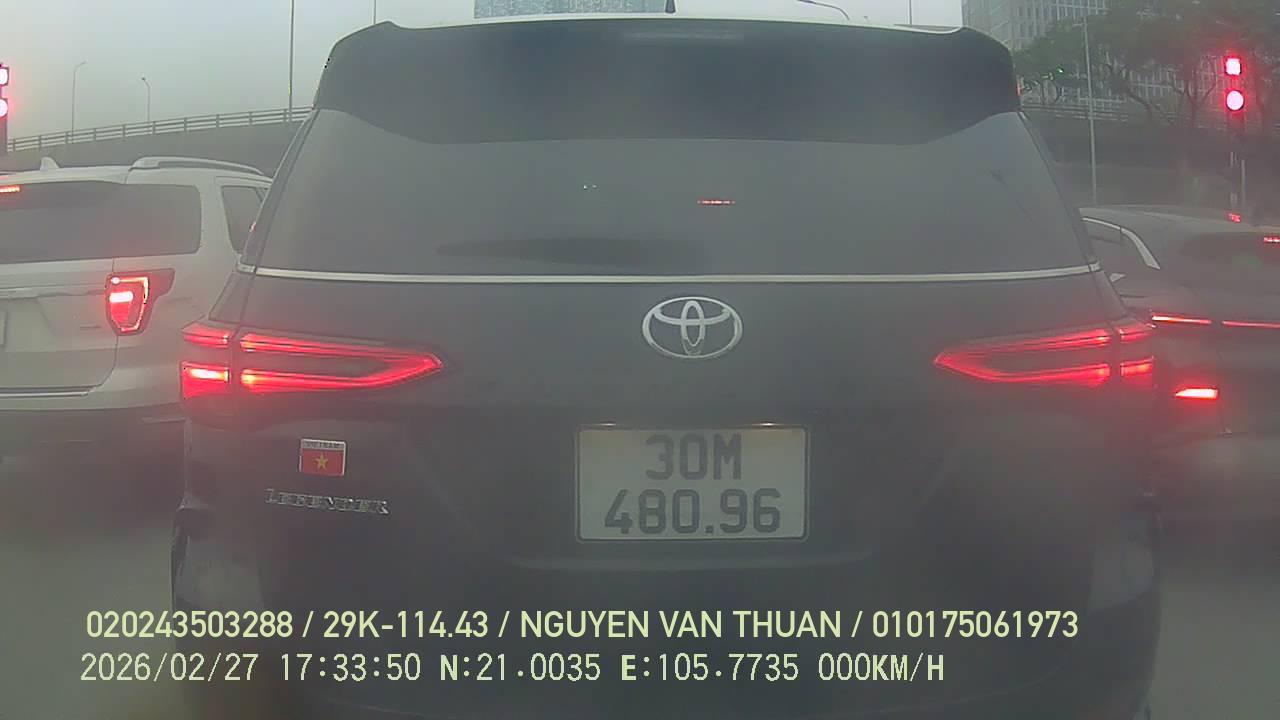 VIETNAM
LEGENDER
30M
480.96
020243503288 / 29K-114.43 / NGUYEN VAN THUAN / 010175061973
2026/02/27 17:33:50 N:21.0035 E:105.7735 000KM/H